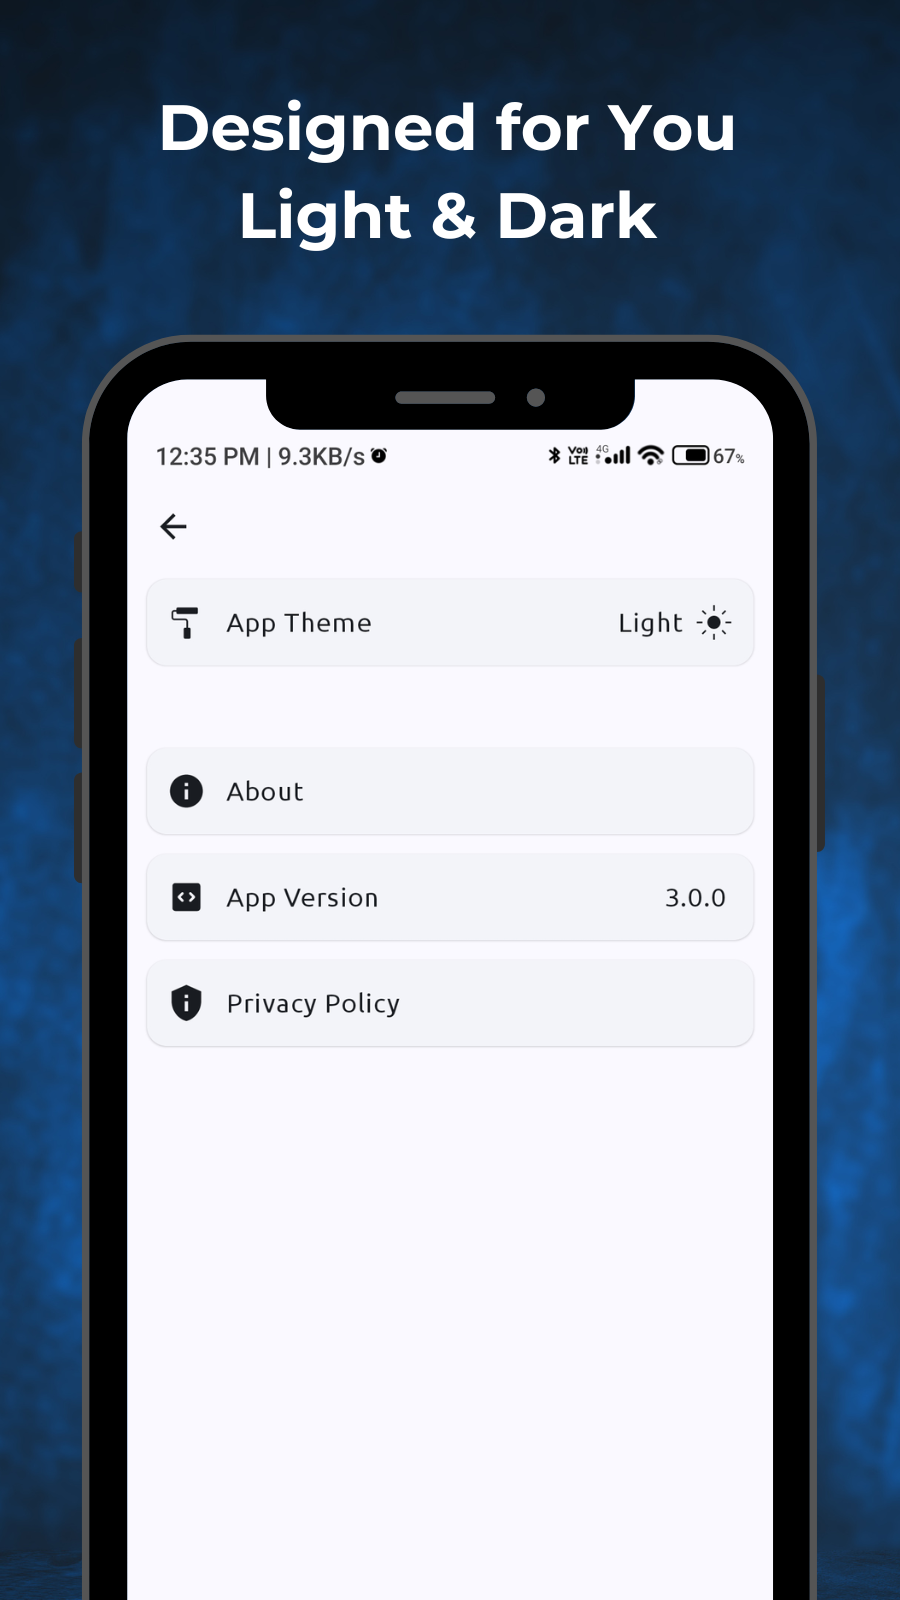 Designed for You
Light & Dark
12:35 PM | 9.3KB/s Vo)) LTE 4G 67%
App Theme Light
About
App Version 3.0.0
Privacy Policy